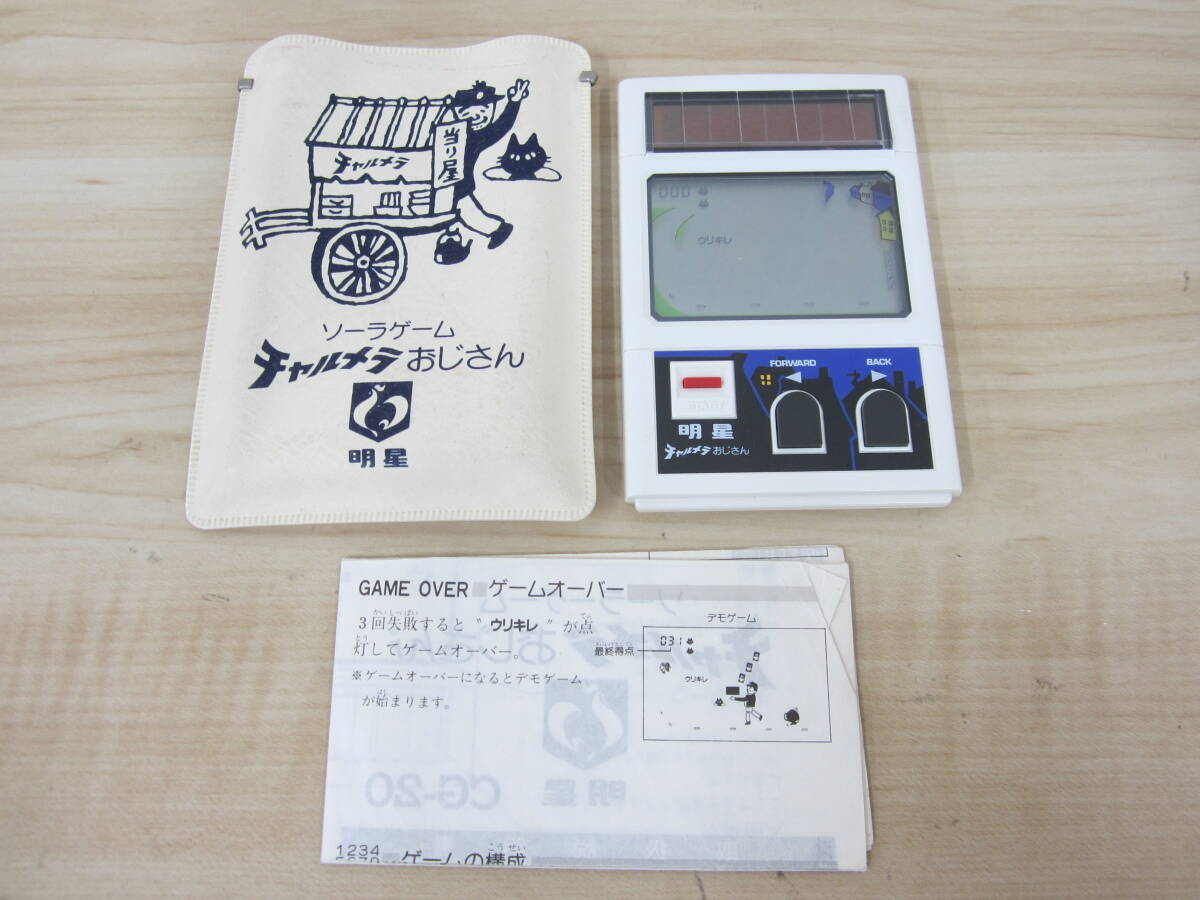 当り屋
チャルメラ
ソーラゲーム
チャルメラ おじさん
明星
000
ウリキレ
FORWARD
BACK
START
明星
チャルメラ おじさん
GAME OVER ゲームオーバー
3回失敗すると〝ウリキレ〟が点
灯してゲームオーバー。
※ゲームオーバーになるとデモゲーム
が始まります。
デモゲーム
031
最終得点
ウリキレ
明星 CG-20
1234
ゲームの構成